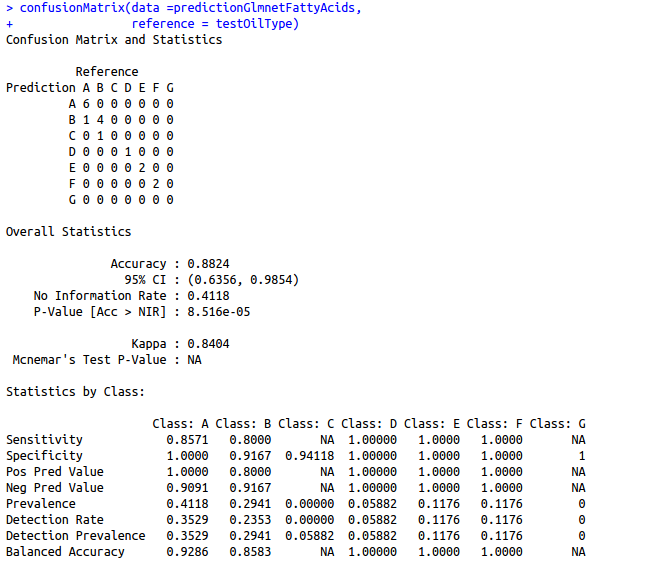 > confusionMatrix(data =predictionGlmnetFattyAcids,
+                 reference = testOilType)
Confusion Matrix and Statistics

          Reference
Prediction A B C D E F G
         A 6 0 0 0 0 0 0
         B 1 4 0 0 0 0 0
         C 0 1 0 0 0 0 0
         D 0 0 0 1 0 0 0
         E 0 0 0 0 2 0 0
         F 0 0 0 0 0 2 0
         G 0 0 0 0 0 0 0

Overall Statistics

               Accuracy : 0.8824
                 95% CI : (0.6356, 0.9854)
    No Information Rate : 0.4118
    P-Value [Acc > NIR] : 8.516e-05

                  Kappa : 0.8404
 Mcnemar's Test P-Value : NA

Statistics by Class:

                     Class: A Class: B Class: C Class: D Class: E Class: F Class: G
Sensitivity            0.8571   0.8000       NA  1.00000   1.0000   1.0000       NA
Specificity            1.0000   0.9167  0.94118  1.00000   1.0000   1.0000        1
Pos Pred Value         1.0000   0.8000       NA  1.00000   1.0000   1.0000       NA
Neg Pred Value         0.9091   0.9167       NA  1.00000   1.0000   1.0000       NA
Prevalence             0.4118   0.2941  0.00000  0.05882   0.1176   0.1176        0
Detection Rate         0.3529   0.2353  0.00000  0.05882   0.1176   0.1176        0
Detection Prevalence   0.3529   0.2941  0.05882  0.05882   0.1176   0.1176        0
Balanced Accuracy      0.9286   0.8583       NA  1.00000   1.0000   1.0000       NA